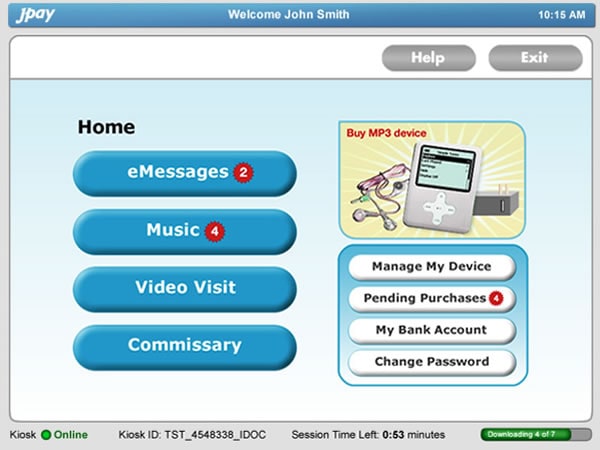 jpay
Welcome John Smith
10:15 AM
Help
Exit
Home
eMessages 2
Music 4
Video Visit
Commissary
Buy MP3 device
Manage My Device
Pending Purchases 4
My Bank Account
Change Password
Kiosk Online
Kiosk ID: TST_4548338_IDOC
Session Time Left: 0:53 minutes
Downloading 4 of 7